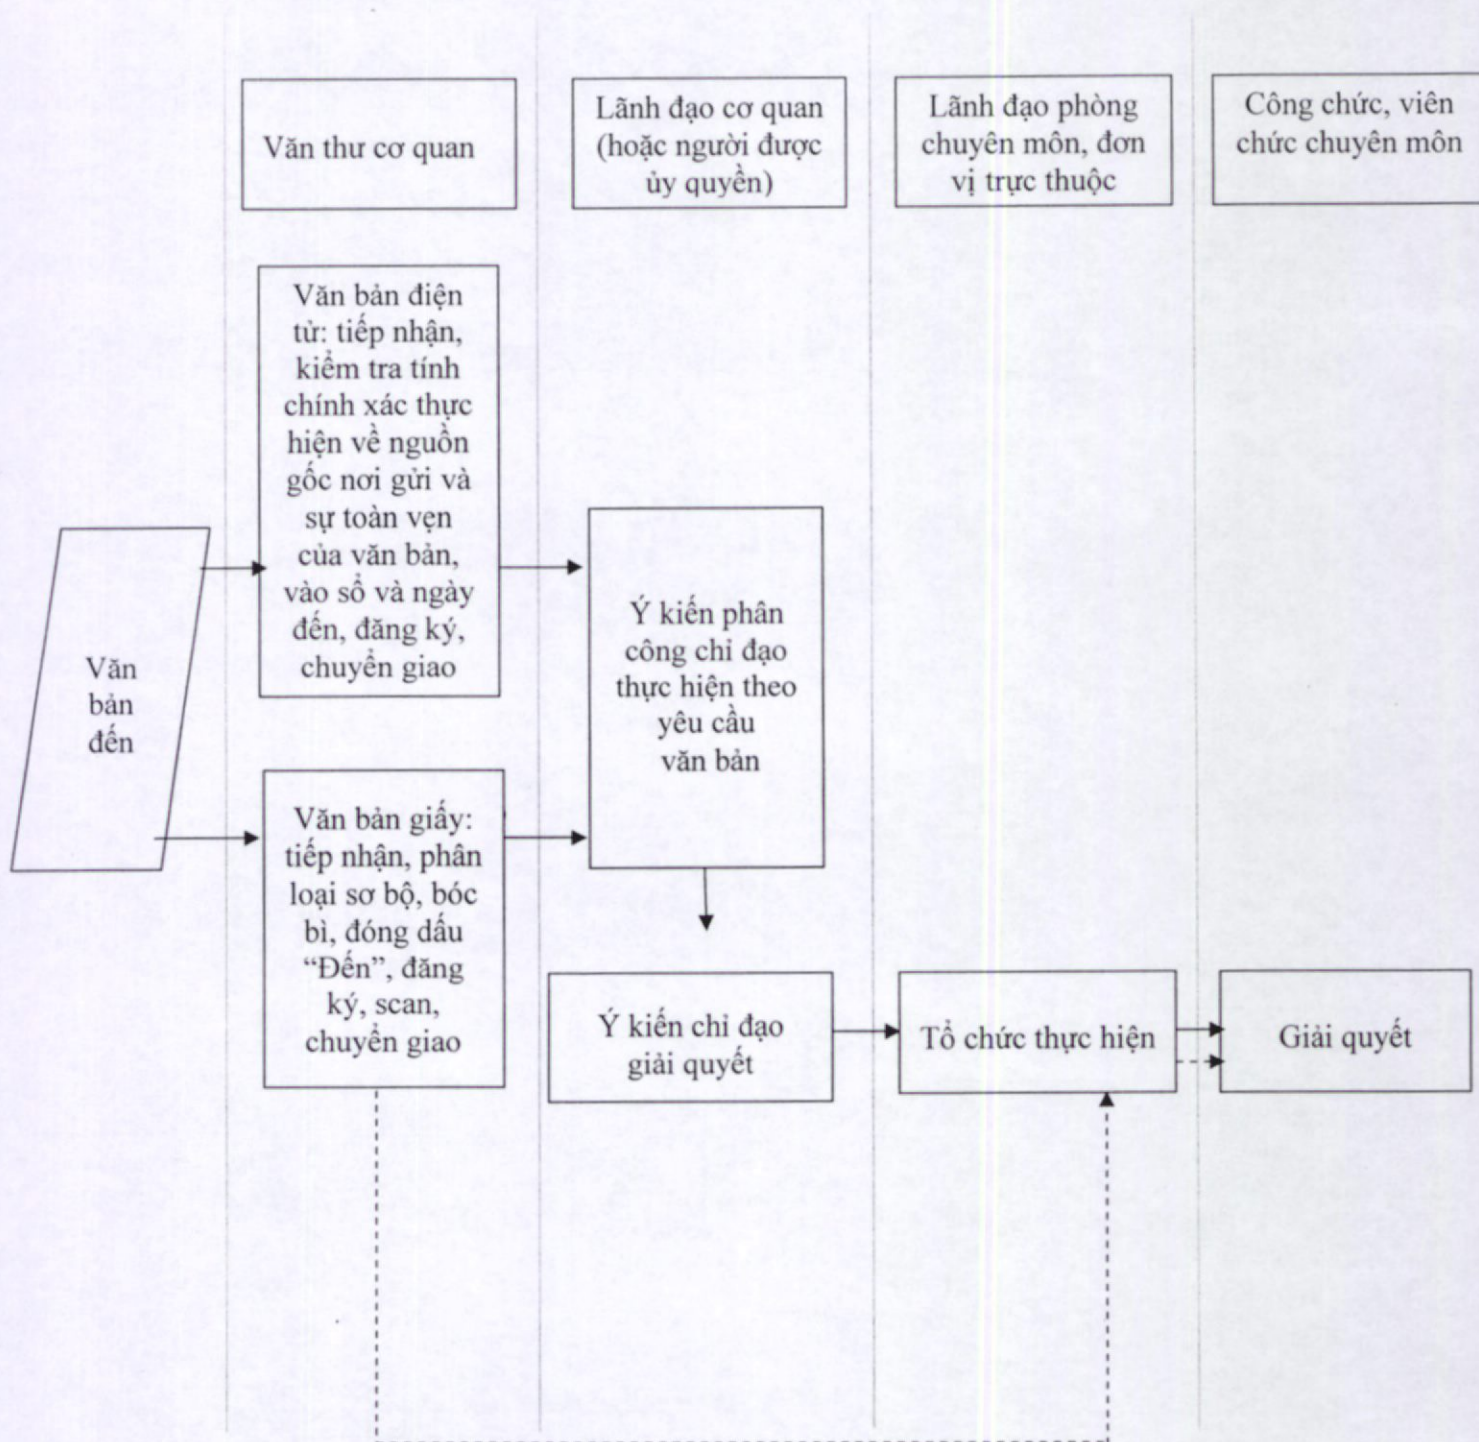 Văn thư cơ quan
Lãnh đạo cơ quan
(hoặc người được
ủy quyền)
Lãnh đạo phòng
chuyên môn, đơn
vị trực thuộc
Công chức, viên
chức chuyên môn
Văn bản điện
tử: tiếp nhận,
kiểm tra tính
chính xác thực
hiện về nguồn
gốc nơi gửi và
sự toàn vẹn
của văn bản,
vào sổ và ngày
đến, đăng ký,
chuyển giao
Văn
bản
đến
Ý kiến phân
công chỉ đạo
thực hiện theo
yêu cầu
văn bản
Văn bản giấy:
tiếp nhận, phân
loại sơ bộ, bóc
bì, đóng dấu
“Đến”, đăng
ký, scan,
chuyển giao
Ý kiến chỉ đạo
giải quyết
Tổ chức thực hiện
Giải quyết